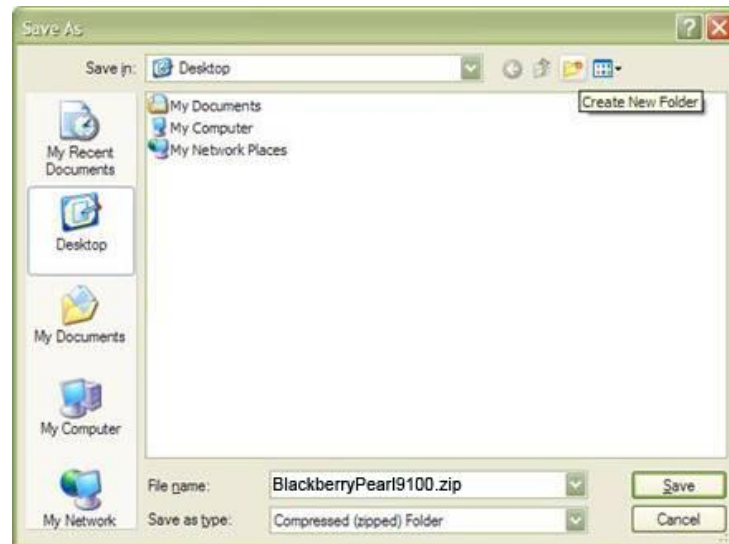 Save As
Save in:
Desktop
Create New Folder
My Documents
My Computer
My Network Places
My Recent
Documents
Desktop
My Documents
My Computer
My Network
File name:
BlackberryPearl9100.zip
Save
Save as type:
Compressed (zipped) Folder
Cancel